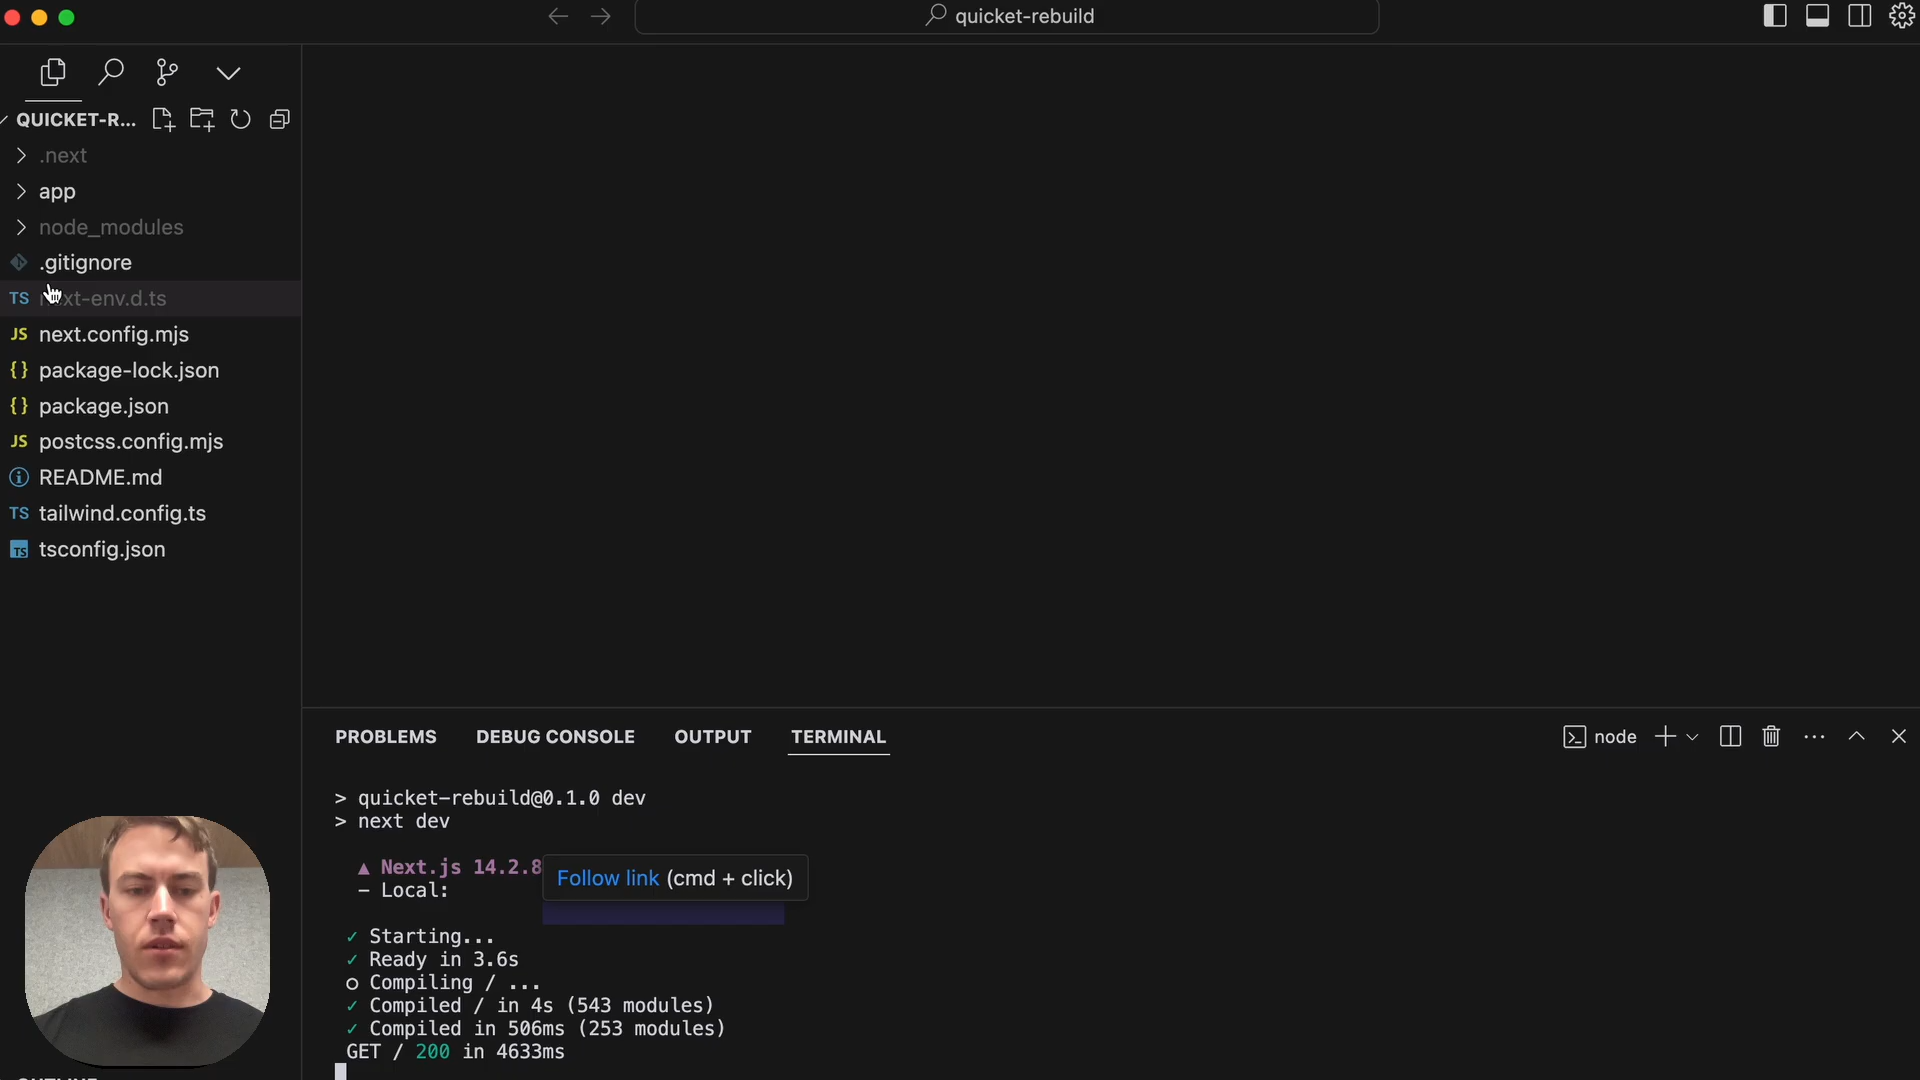 quicket-rebuild
QUICKET-R...
.next
app
node_modules
.gitignore
TS
xt-env.d.ts
JS next.config.mjs
{} package-lock.json
{} package.json
JS postcss.config.mjs
README.md
TS tailwind.config.ts
TS tsconfig.json
PROBLEMS DEBUG CONSOLE OUTPUT TERMINAL
node
> quicket-rebuild@0.1.0 dev
> next dev
▲ Next.js 14.2.8
- Local:
Follow link (cmd + click)
✓ Starting...
✓ Ready in 3.6s
○ Compiling / ...
✓ Compiled / in 4s (543 modules)
✓ Compiled in 506ms (253 modules)
GET / 200 in 4633ms